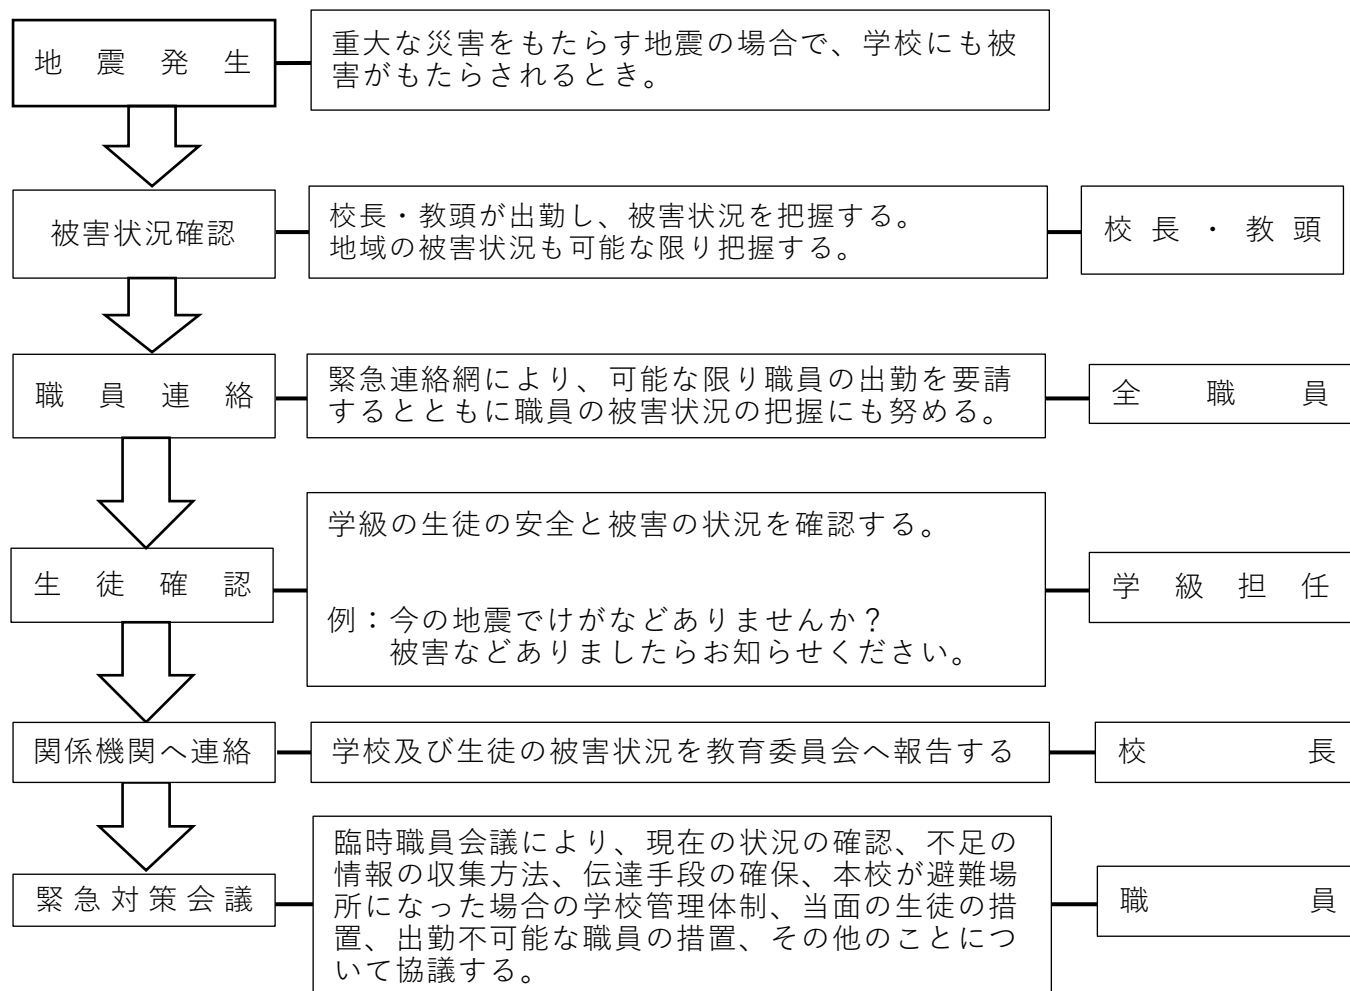 地震発生
重大な災害をもたらす地震の場合で、学校にも被
害がもたらされるとき。
被害状況確認
校長・教頭が出勤し、被害状況を把握する。
地域の被害状況も可能な限り把握する。
校長・教頭
職員連絡
緊急連絡網により、可能な限り職員の出勤を要請
するとともに職員の被害状況の把握にも努める。
全職員
生徒確認
学級の生徒の安全と被害の状況を確認する。
例：今の地震でけがなどありませんか？
被害などありましたらお知らせください。
学級担任
関係機関へ連絡
学校及び生徒の被害状況を教育委員会へ報告する
校長
緊急対策会議
臨時職員会議により、現在の状況の確認、不足の
情報の収集方法、伝達手段の確保、本校が避難場
所になった場合の学校管理体制、当面の生徒の措
置、出勤不可能な職員の措置、その他のことにつ
いて協議する。
職員